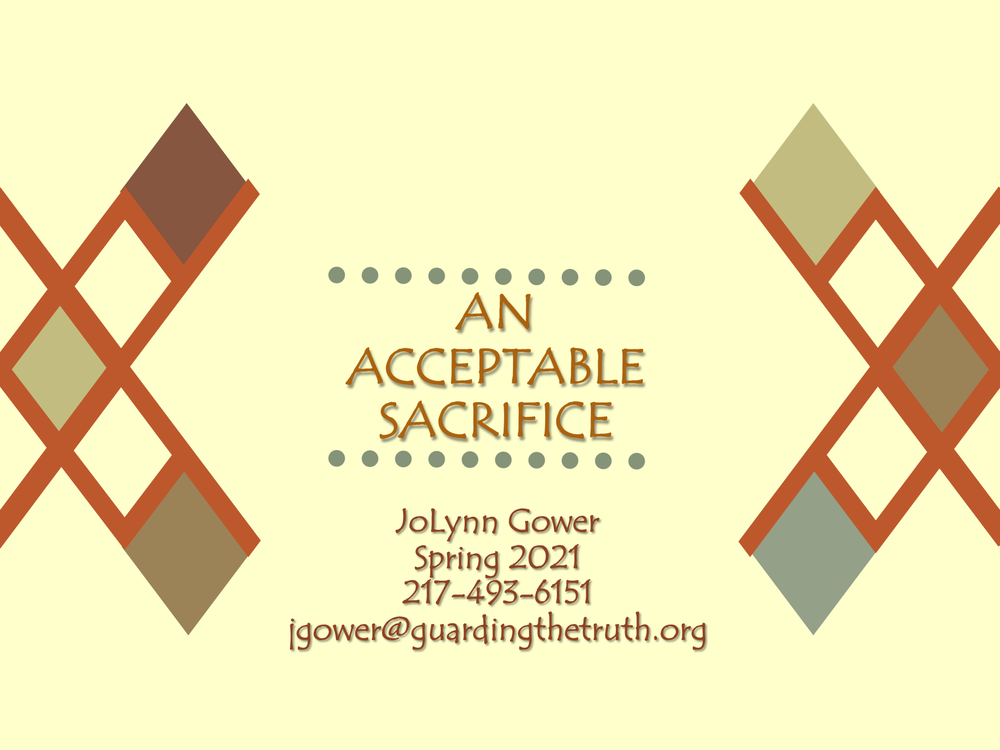 AN
ACCEPTABLE
SACRIFICE
JoLynn Gower
Spring 2021
217-493-6151
jgower@guardingthetruth.org